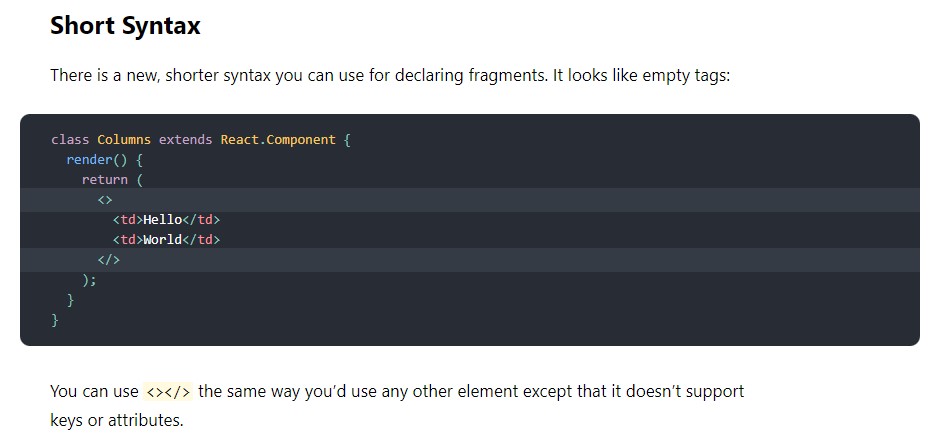 Short Syntax
There is a new, shorter syntax you can use for declaring fragments. It looks like empty tags:
class Columns extends React.Component {
  render() {
    return (
      <>
        <td>Hello</td>
        <td>World</td>
      </>
    );
  }
}
You can use <></> the same way you’d use any other element except that it doesn’t support
keys or attributes.